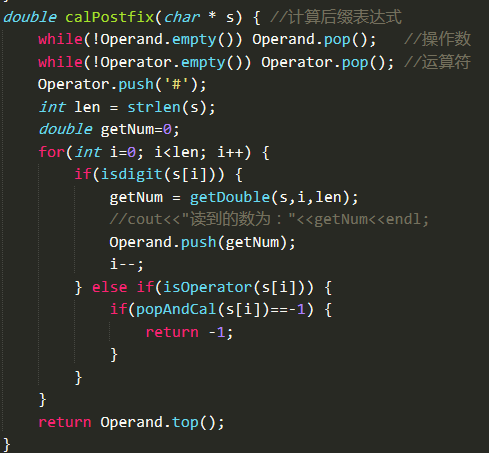 double calPostfix(char * s) { //计算后缀表达式
    while(!Operand.empty()) Operand.pop();   //操作数
    while(!Operator.empty()) Operator.pop(); //运算符
    Operator.push('#');
    int len = strlen(s);
    double getNum=0;
    for(int i=0; i<len; i++) {
        if(isdigit(s[i])) {
            getNum = getDouble(s,i,len);
            //cout<<"读到的数为："<<getNum<<endl;
            Operand.push(getNum);
            i--;
        } else if(isOperator(s[i])) {
            if(popAndCal(s[i])==-1) {
                return -1;
            }
        }
    }
    return Operand.top();
}